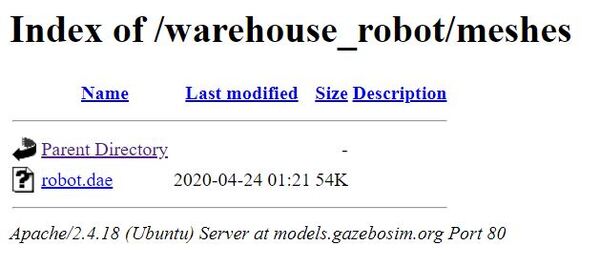 Index of /warehouse_robot/meshes
Name Last modified Size Description
Parent Directory -
robot.dae 2020-04-24 01:21 54K
Apache/2.4.18 (Ubuntu) Server at models.gazebosim.org Port 80